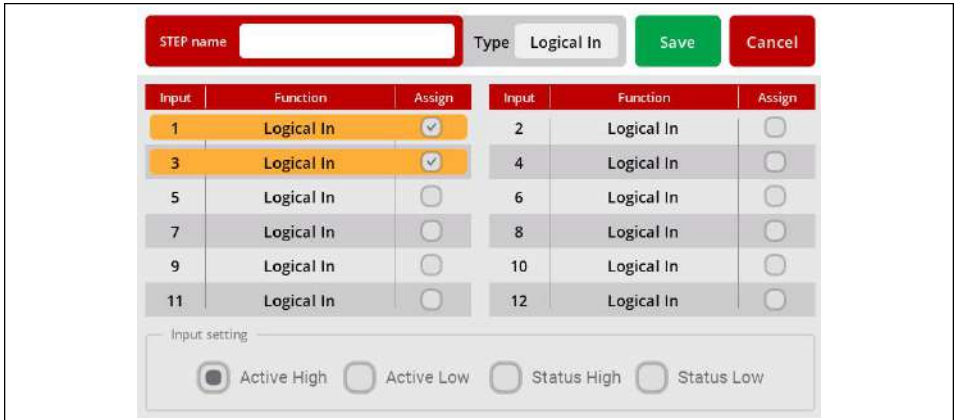 STEP name Type Logical In Save Cancel
Input Function Assign Input Function Assign
1 Logical In 2 Logical In
3 Logical In 4 Logical In
5 Logical In 6 Logical In
7 Logical In 8 Logical In
9 Logical In 10 Logical In
11 Logical In 12 Logical In
Input setting
Active High Active Low Status High Status Low